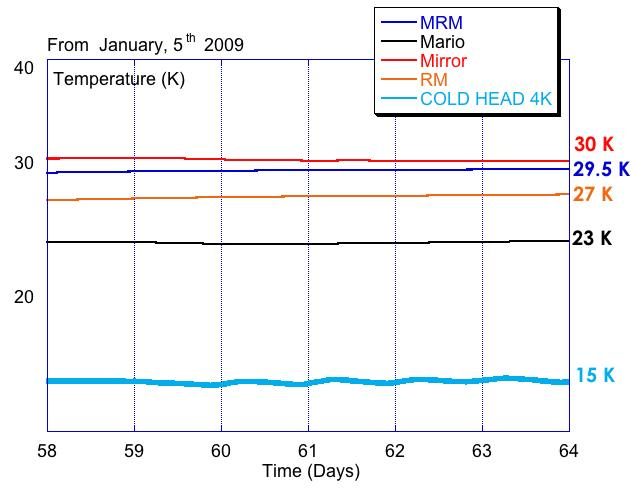 MRM
Mario
Mirror
RM
COLD HEAD 4K
From January, 5th 2009
40
Temperature (K)
30
20
30 K
29.5 K
27 K
23 K
15 K
58 59 60 61 62 63 64
Time (Days)